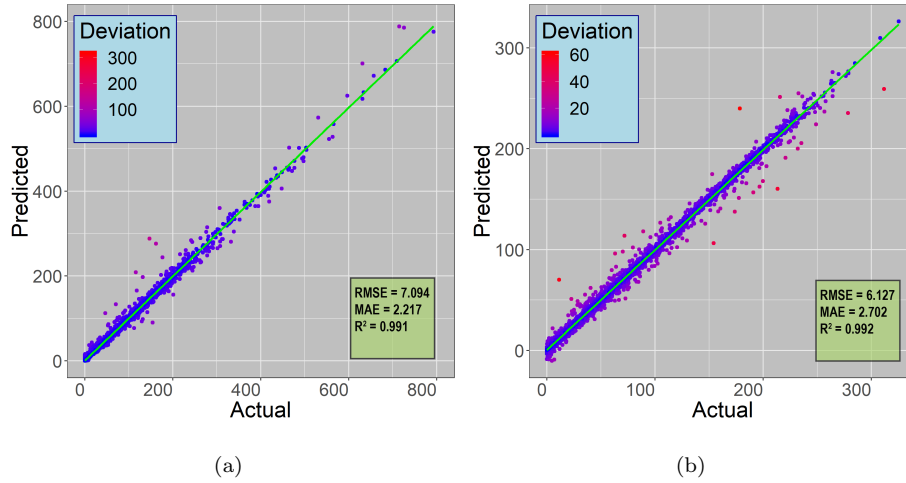 Deviation
300
200
100
800
600
400
200
0
Predicted
0
200
400
600
800
Actual
RMSE = 7.094
MAE = 2.217
R² = 0.991
(a)
Deviation
60
40
20
300
200
100
0
Predicted
0
100
200
300
Actual
RMSE = 6.127
MAE = 2.702
R² = 0.992
(b)